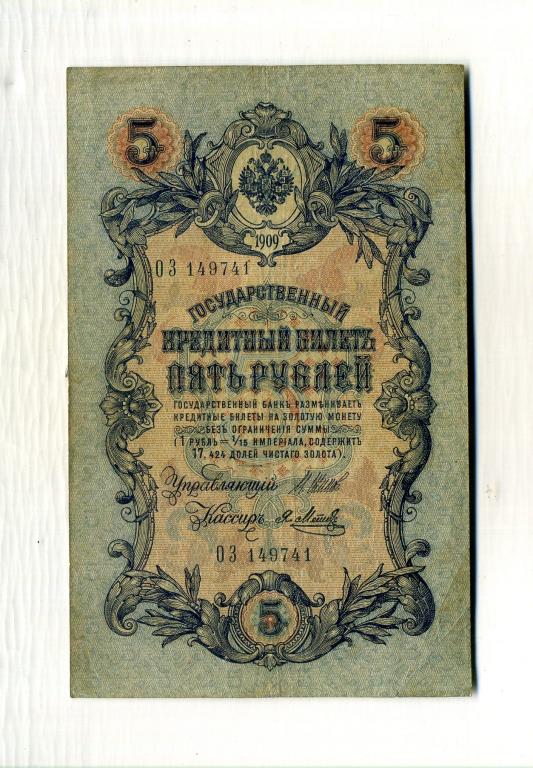 5 5
1909
ОЗ 149741
ГОСУДАРСТВЕННЫЙ
КРЕДИТНЫЙ БИЛЕТЪ
ПЯТЬ РУБЛЕЙ
ГОСУДАРСТВЕННЫЙ БАНКЪ РАЗМѢНИВАЕТЪ
КРЕДИТНЫЕ БИЛЕТЫ НА ЗОЛОТУЮ МОНЕТУ
БЕЗЪ ОГРАНИЧЕНІЯ СУММЫ
(1 РУБЛЬ = 1/15 ИМПЕРІАЛА, СОДЕРЖИТЪ
17,424 ДОЛЕЙ ЧИСТАГО ЗОЛОТА).
Управляющій
Кассиръ
ОЗ 149741
5